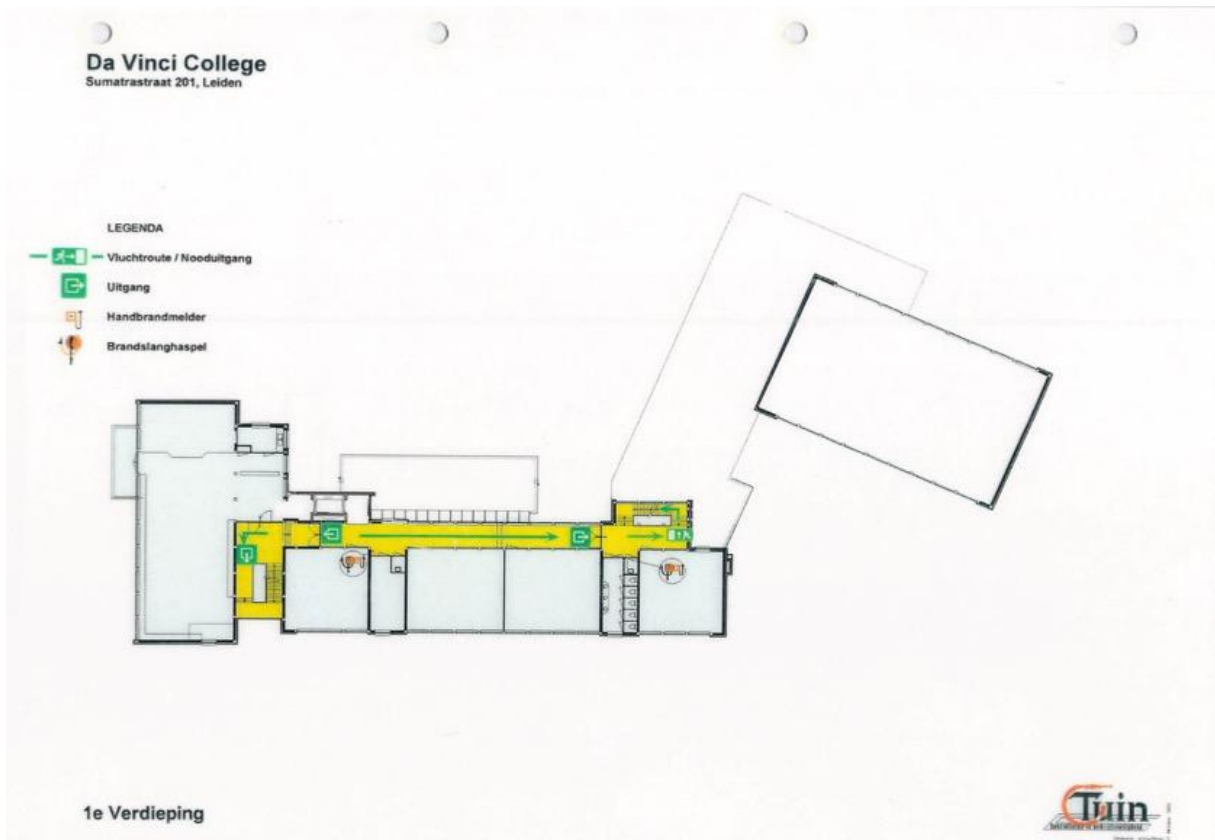 Da Vinci College
Sumatrastraat 201, Leiden
LEGENDA
Vluchtroute / Nooduitgang
Uitgang
Handbrandmelder
Brandslanghaspel
1e Verdieping
Tuin